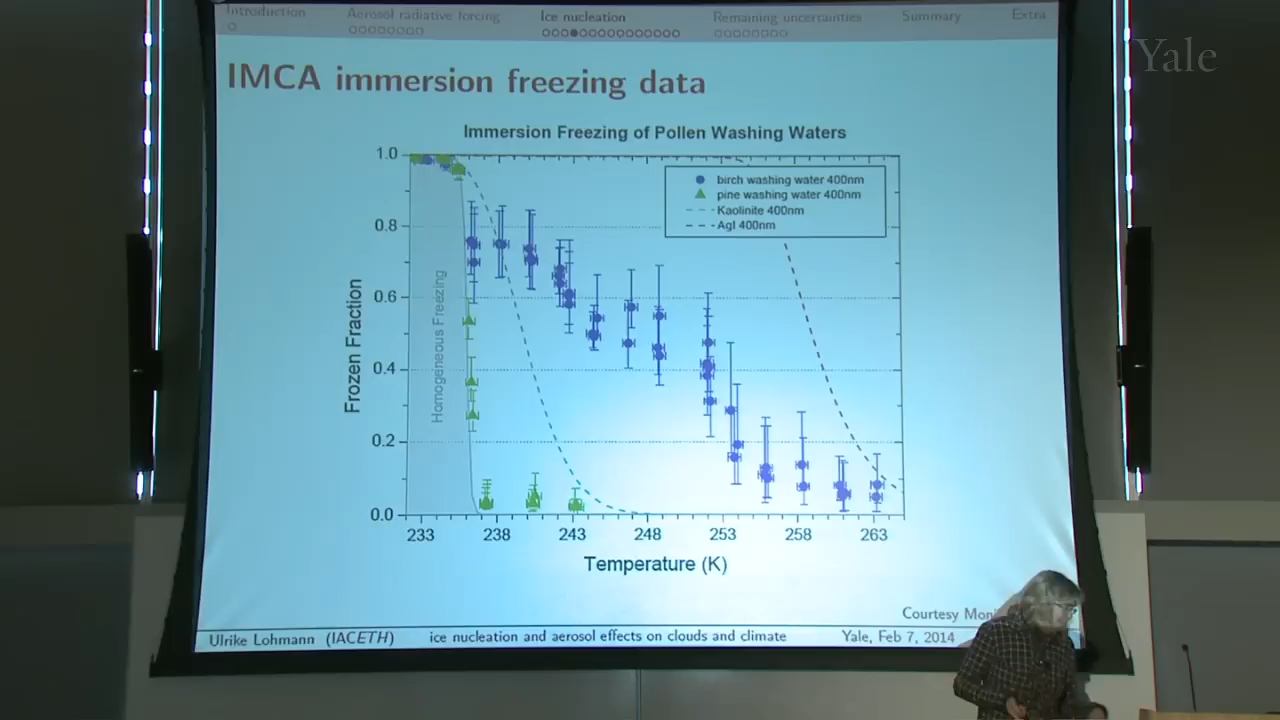 Introduction
Aerosol radiative forcing
Ice nucleation
Remaining uncertainties
Summary
Extra
Yale
IMCA immersion freezing data
Immersion Freezing of Pollen Washing Waters
birch washing water 400nm
pine washing water 400nm
Kaolinite 400nm
AgI 400nm
1.0
0.8
0.6
0.4
0.2
0.0
Frozen Fraction
Homogeneous Freezing
233 238 243 248 253 258 263
Temperature (K)
Courtesy
Ulrike Lohmann (IACETH) ice nucleation and aerosol effects on clouds and climate Yale, Feb 7, 2014